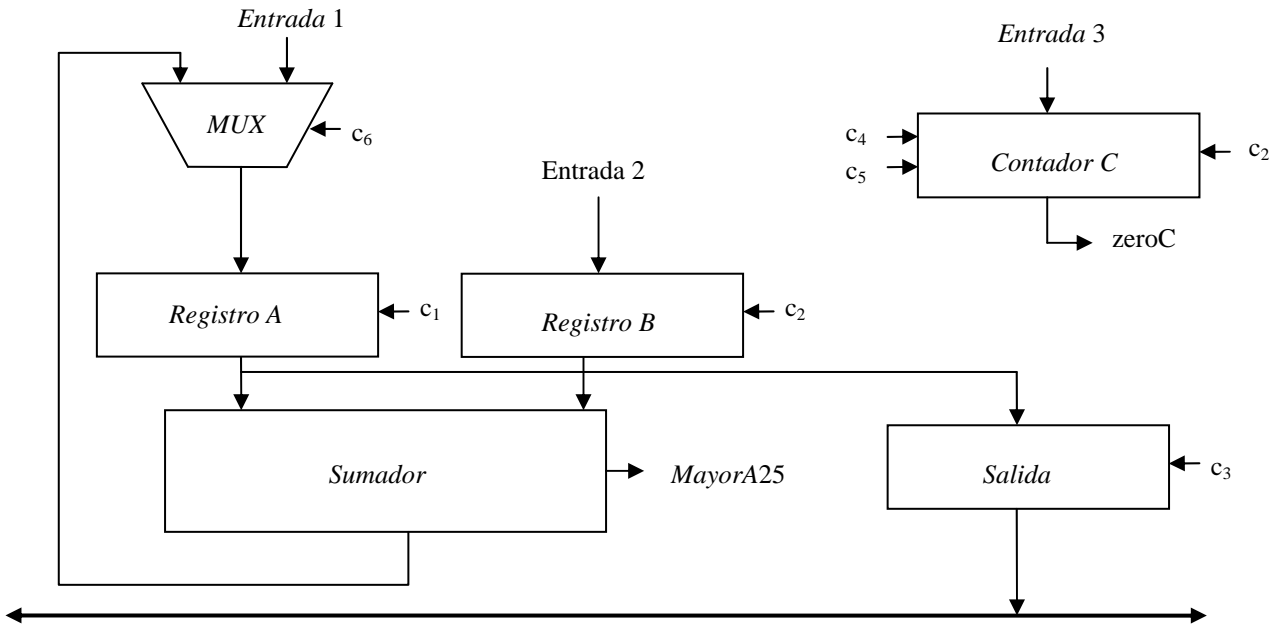 Entrada 1
Entrada 3
MUX
c₆
c₄
c₅
Contador C
c₂
Entrada 2
zeroC
Registro A
c₁
Registro B
c₂
Sumador
MayorA25
Salida
c₃